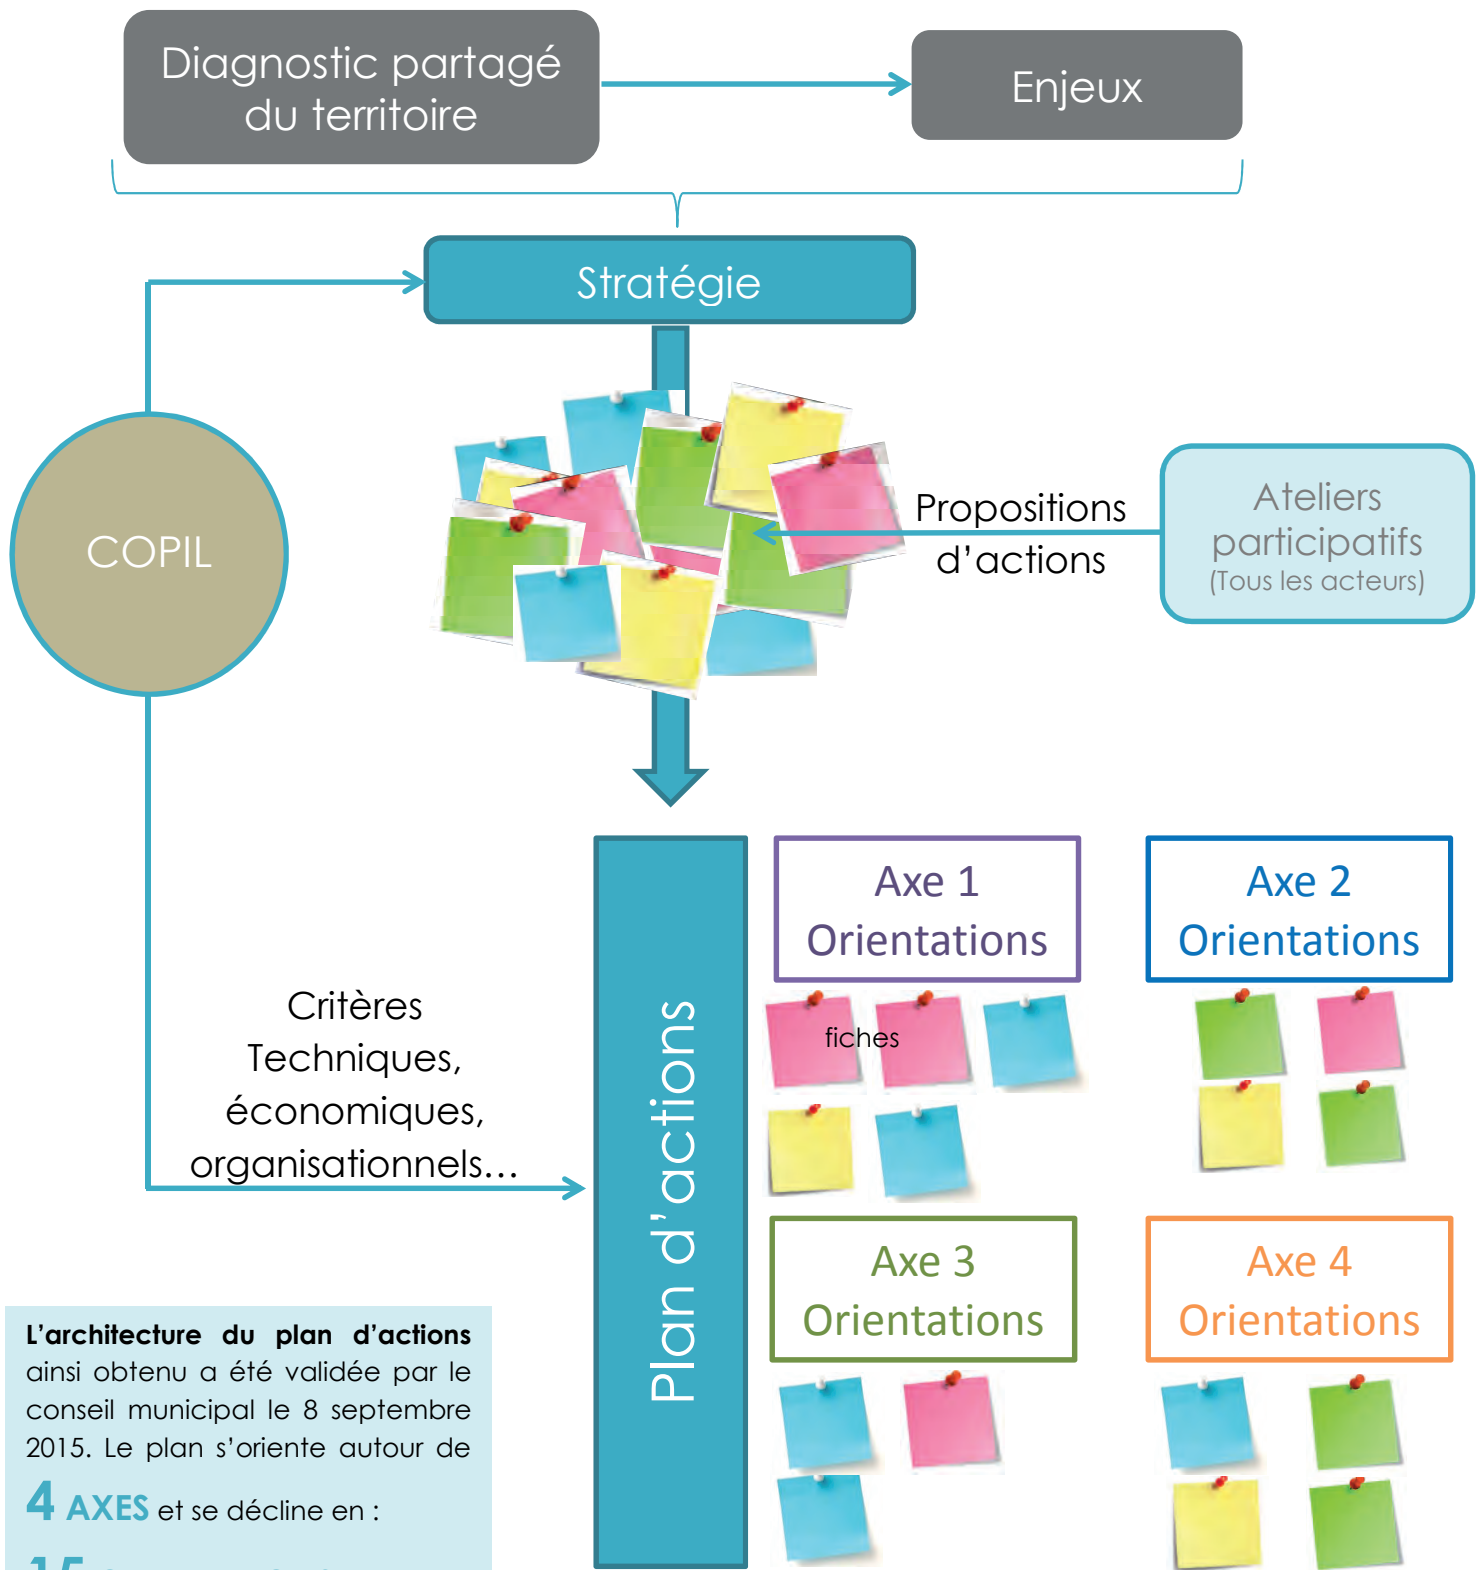 Diagnostic partagé
du territoire
Enjeux
Stratégie
COPIL
Propositions
d’actions
Ateliers
participatifs
(Tous les acteurs)
Critères
Techniques,
économiques,
organisationnels…
Plan d’actions
Axe 1
Orientations
Axe 2
Orientations
fiches
Axe 3
Orientations
Axe 4
Orientations
L’architecture du plan d’actions
ainsi obtenu a été validée par le
conseil municipal le 8 septembre
2015. Le plan s’oriente autour de
4 AXES et se décline en :
15